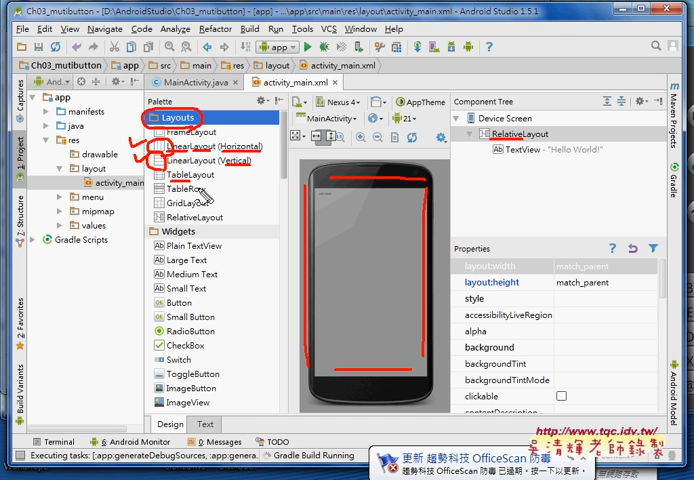 Ch03_mutibutton - [D:\AndroidStudio\Ch03_mutibutton] - [app] - ...\app\src\main\res\layout\activity_main.xml - Android Studio 1.5.1
File Edit View Navigate Code Analyze Refactor Build Run Tools VCS Window Help
app
Ch03_mutibutton app src main res layout activity_main.xml
And...
MainActivity.java
activity_main.xml
Captures
1: Project
7: Structure
2: Favorites
Build Variants
app
manifests
java
res
drawable
layout
activity_main
menu
mipmap
values
Gradle Scripts
Palette
Layouts
FrameLayout
LinearLayout (Horizontal)
LinearLayout (Vertical)
TableLayout
TableRow
GridLayout
RelativeLayout
Widgets
Plain TextView
Large Text
Medium Text
Small Text
Button
Small Button
RadioButton
CheckBox
Switch
ToggleButton
ImageButton
ImageView
Nexus 4
AppTheme
MainActivity
21
Component Tree
Device Screen
RelativeLayout
TextView - "Hello World!"
Properties
layout:width match_parent
layout:height match_parent
style
accessibilityLiveRegion
alpha
background
backgroundTint
backgroundTintMode
clickable
contentDescription
Maven Projects
Gradle
Android Model
Design Text
Terminal 6: Android Monitor 0: Messages TODO
Executing tasks: [:app:generateDebugSources, :app:genera... Gradle Build Running
http://www.tqc.idv.tw/
吳清輝老師錄製
更新 趨勢科技 OfficeScan 防毒
趨勢科技 OfficeScan 防毒 已過期。按一下以更新。